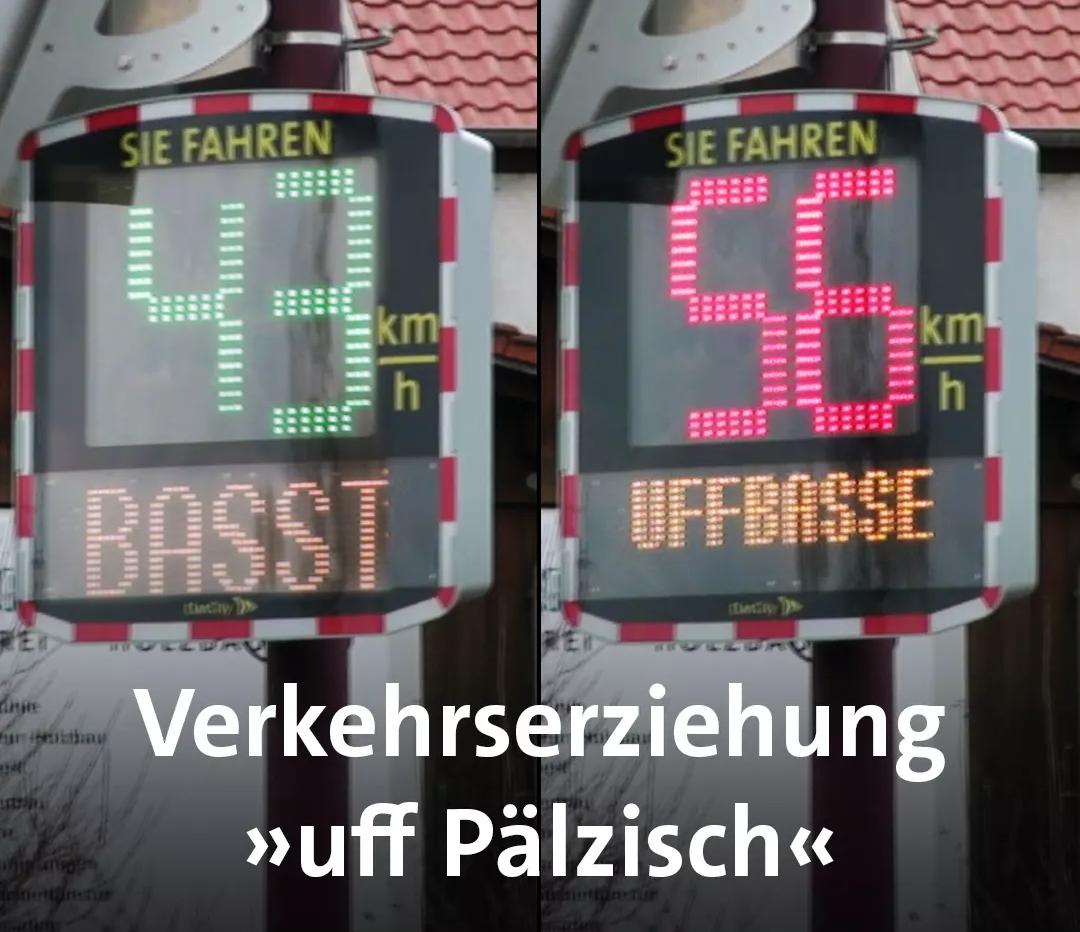 SIE FAHREN
43
km
h
BASST
SIE FAHREN
56
km
h
UFFBASSE
Verkehrserziehung
»uff Pälzisch«